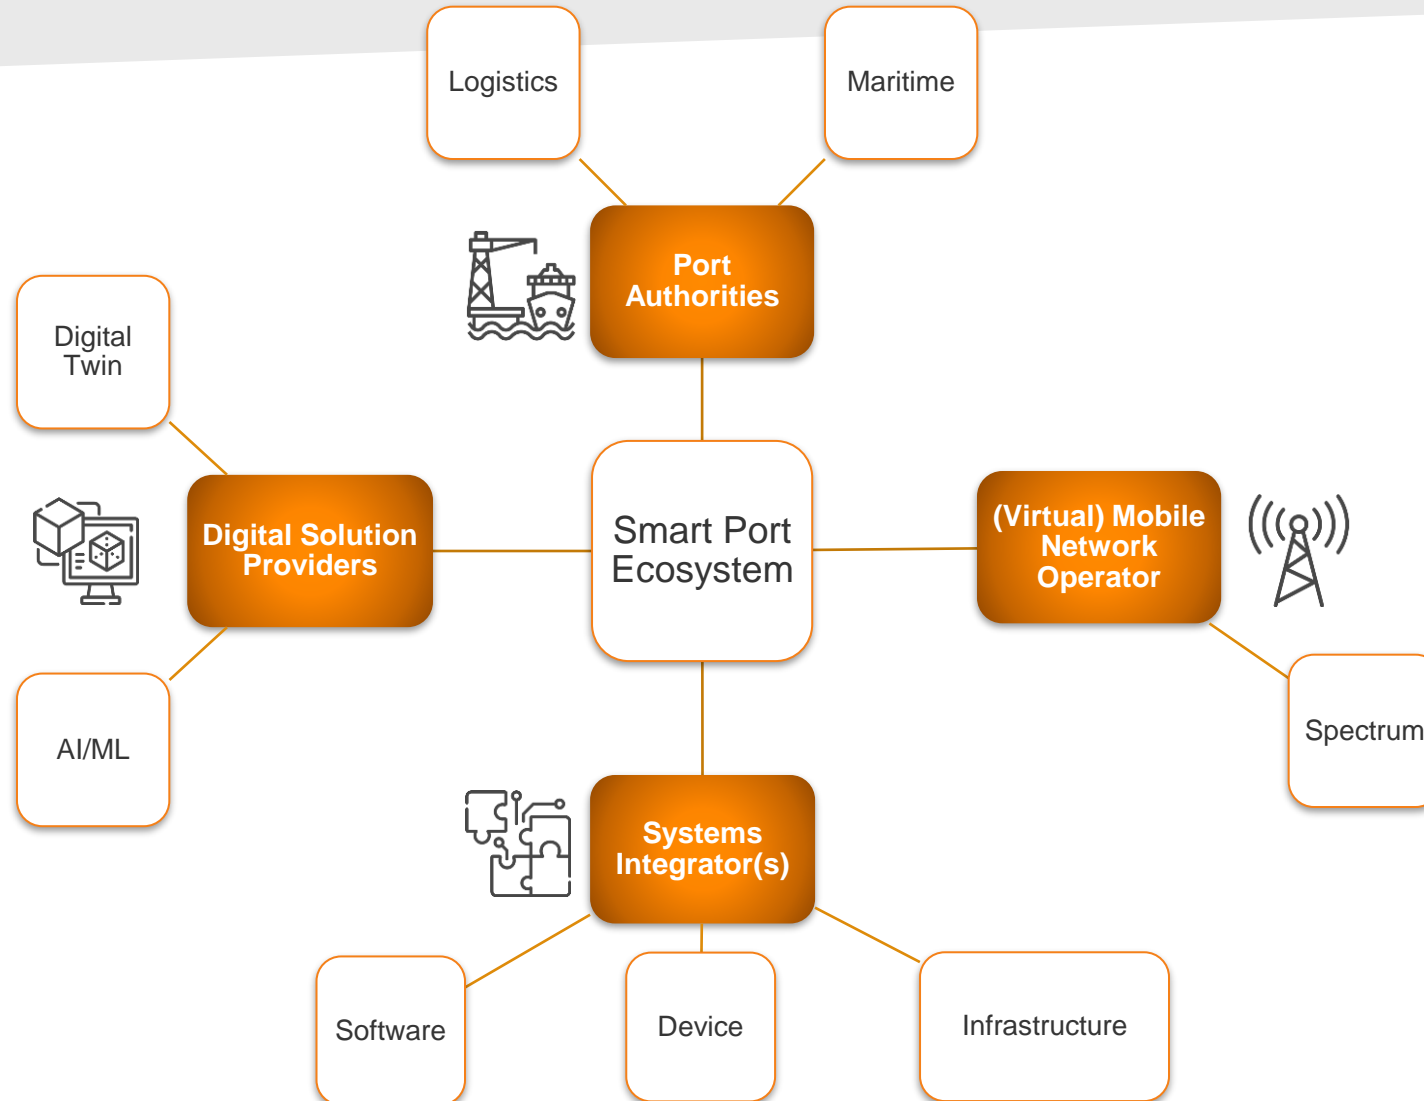 Logistics
Maritime
Port
Authorities
Digital
Twin
Digital Solution
Providers
Smart Port
Ecosystem
(Virtual) Mobile
Network
Operator
AI/ML
Spectrum
Systems
Integrator(s)
Software
Device
Infrastructure